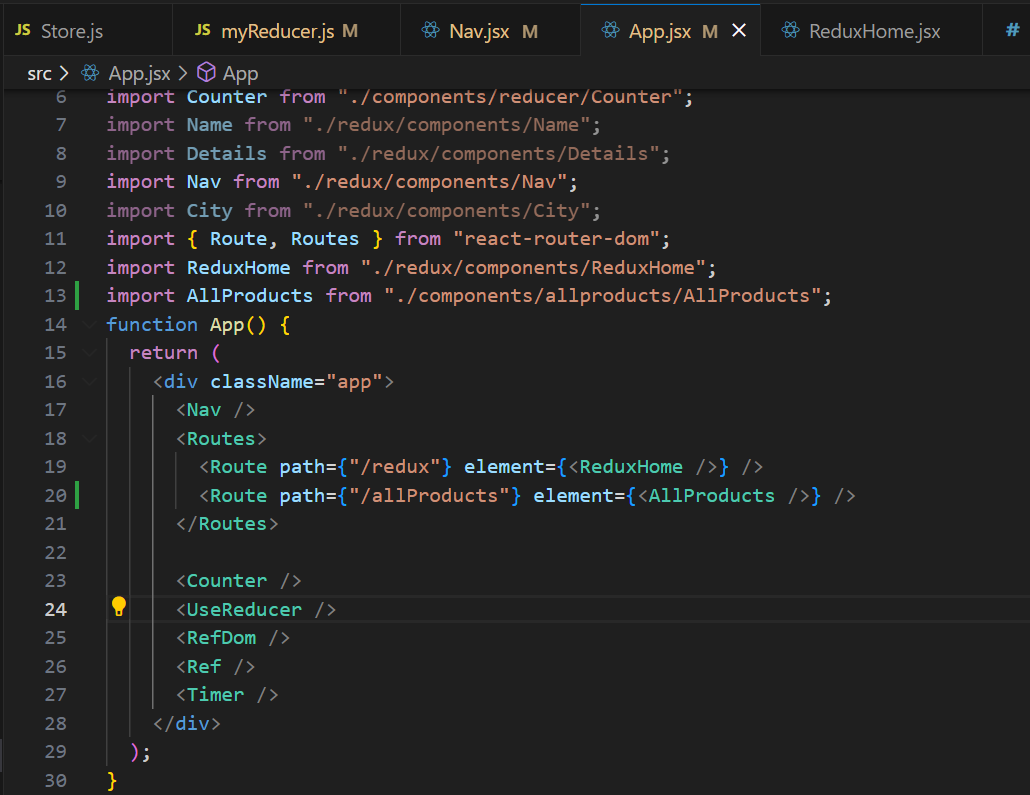 JS Store.js JS myReducer.js M Nav.jsx M App.jsx M ReduxHome.jsx #
src > App.jsx > App
6 import Counter from "./components/reducer/Counter";
7 import Name from "./redux/components/Name";
8 import Details from "./redux/components/Details";
9 import Nav from "./redux/components/Nav";
10 import City from "./redux/components/City";
11 import { Route, Routes } from "react-router-dom";
12 import ReduxHome from "./redux/components/ReduxHome";
13 import AllProducts from "./components/allproducts/AllProducts";
14 function App() {
15 return (
16 <div className="app">
17 <Nav />
18 <Routes>
19 <Route path={"/redux"} element={<ReduxHome />} />
20 <Route path={"/allProducts"} element={<AllProducts />} />
21 </Routes>
22
23 <Counter />
24 <UseReducer />
25 <RefDom />
26 <Ref />
27 <Timer />
28 </div>
29 );
30 }